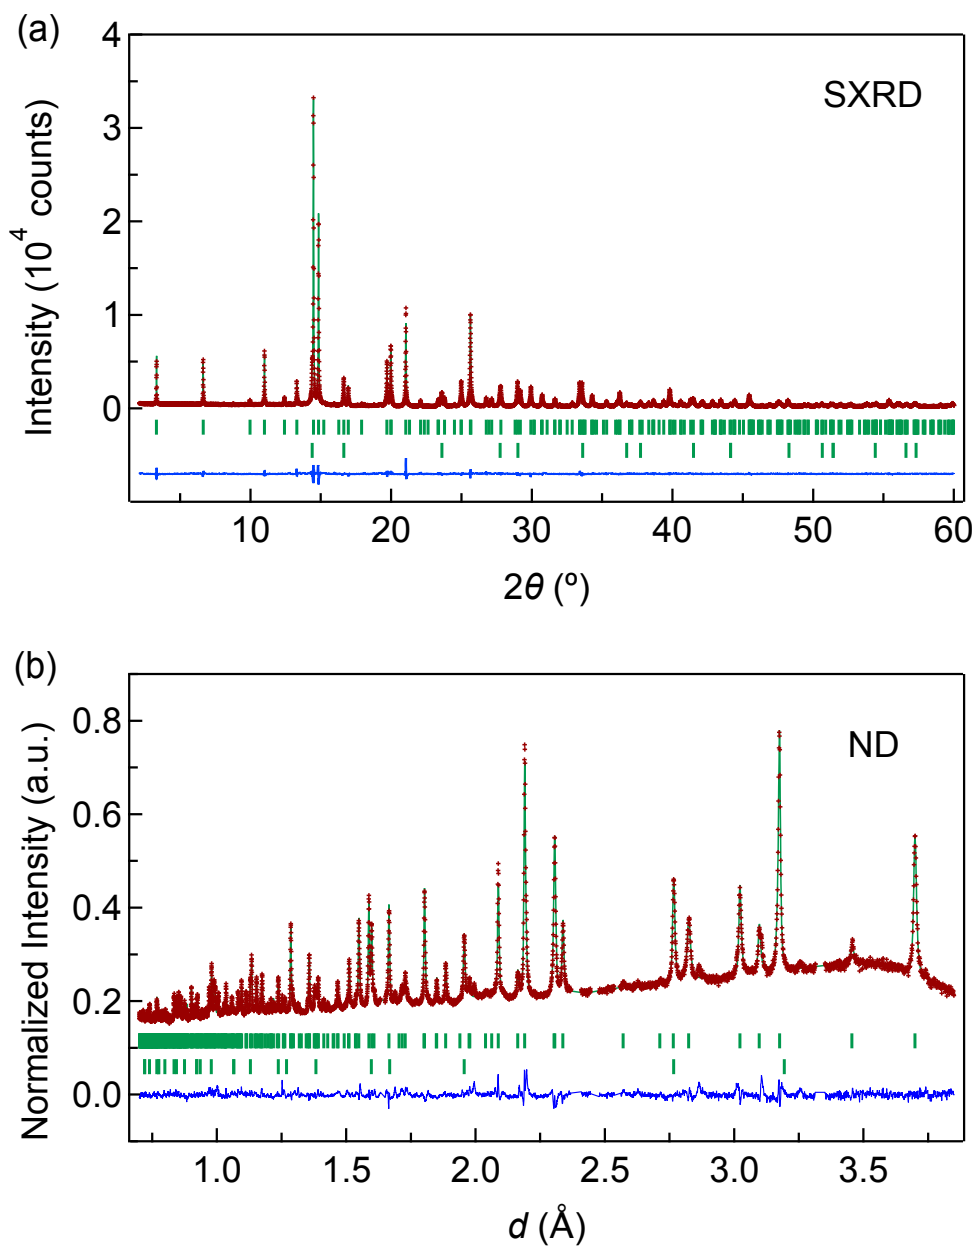 (a)
SXRD
Intensity (10⁴ counts)
4
3
2
1
0
10 20 30 40 50 60
2θ (º)
(b)
ND
Normalized Intensity (a.u.)
0.8
0.6
0.4
0.2
0.0
1.0 1.5 2.0 2.5 3.0 3.5
d (Å)